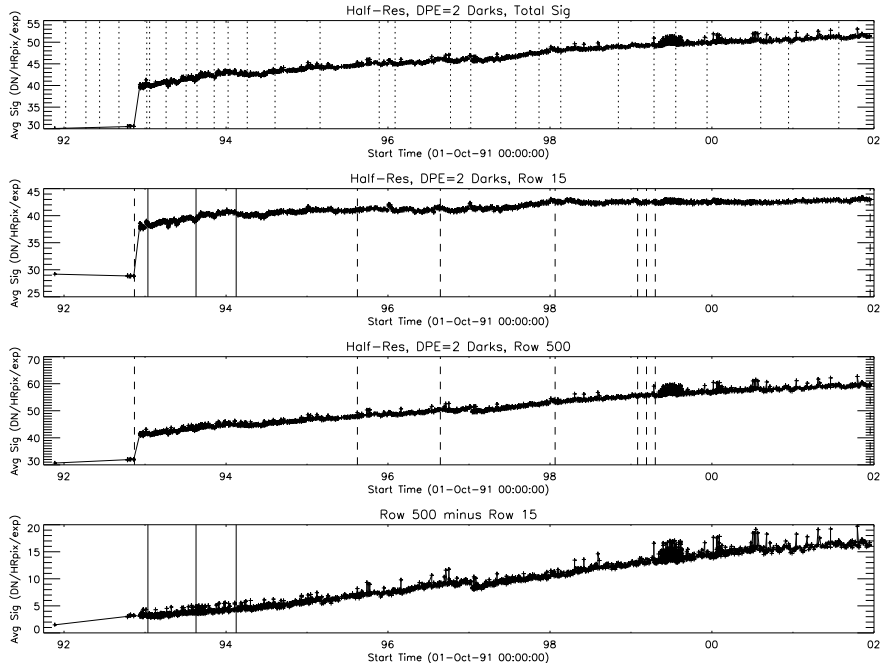 Half-Res, DPE=2 Darks, Total Sig
Avg Sig (DN/HRpix/exp)
55
50
45
40
35
30
92 94 96 98 00 02
Start Time (01-Oct-91 00:00:00)
Half-Res, DPE=2 Darks, Row 15
Avg Sig (DN/HRpix/exp)
45
40
35
30
25
92 94 96 98 00 02
Start Time (01-Oct-91 00:00:00)
Half-Res, DPE=2 Darks, Row 500
Avg Sig (DN/HRpix/exp)
70
60
50
40
30
92 94 96 98 00 02
Start Time (01-Oct-91 00:00:00)
Row 500 minus Row 15
Avg Sig (DN/HRpix/exp)
20
15
10
5
0
92 94 96 98 00 02
Start Time (01-Oct-91 00:00:00)